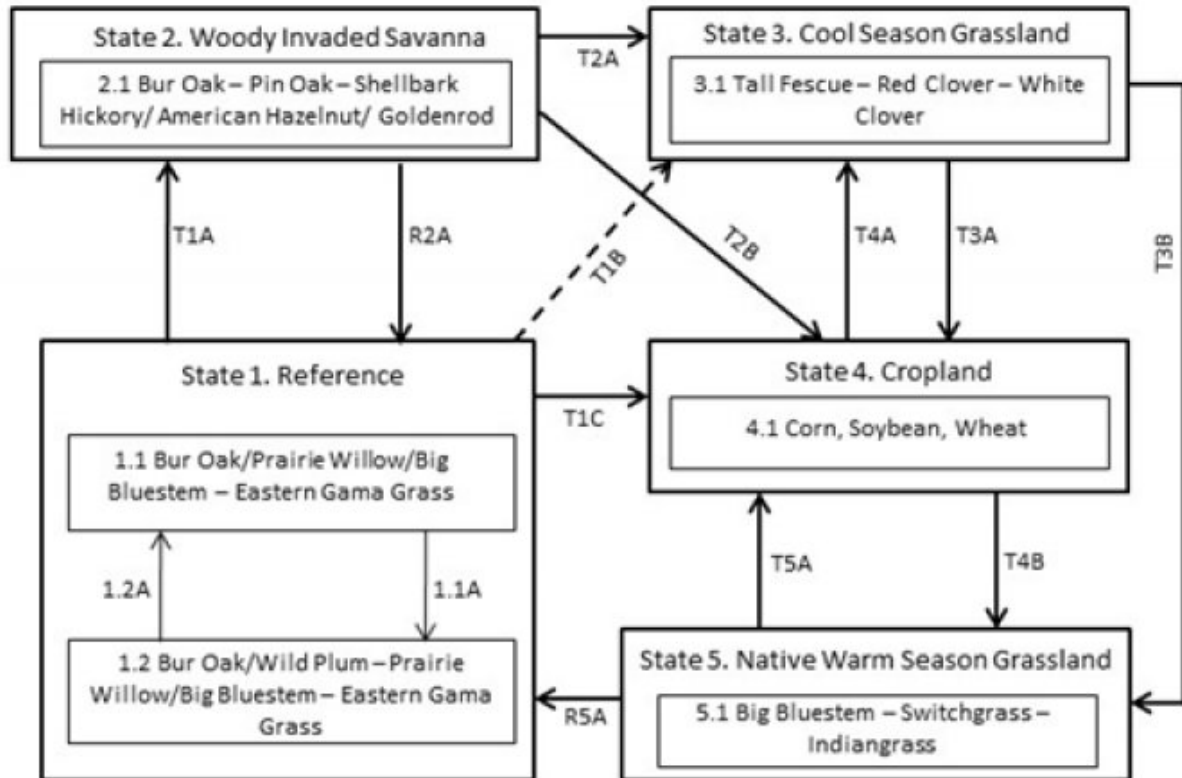 State 2. Woody Invaded Savanna
2.1 Bur Oak – Pin Oak – Shellbark
Hickory/ American Hazelnut/ Goldenrod
T2A
State 3. Cool Season Grassland
3.1 Tall Fescue – Red Clover – White
Clover
T1A
R2A
T1B
T2B
T4A
T3A
T3B
State 1. Reference
1.1 Bur Oak/Prairie Willow/Big
Bluestem – Eastern Gama Grass
1.2A
1.1A
1.2 Bur Oak/Wild Plum – Prairie
Willow/Big Bluestem – Eastern Gama
Grass
T1C
State 4. Cropland
4.1 Corn, Soybean, Wheat
T5A
T4B
R5A
State 5. Native Warm Season Grassland
5.1 Big Bluestem – Switchgrass –
Indiangrass